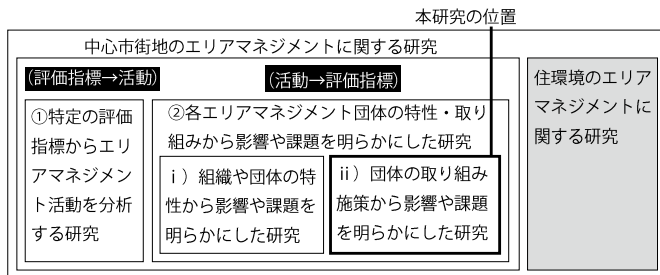 本研究の位置
中心市街地のエリアマネジメントに関する研究
(評価指標→活動)
(活動→評価指標)
①特定の評価
指標からエリ
アマネジメン
ト活動を分析
する研究
②各エリアマネジメント団体の特性・取り
組みから影響や課題を明らかにした研究
ⅰ）組織や団体の特
性から影響や課題を
明らかにした研究
ⅱ）団体の取り組み
施策から影響や課題
を明らかにした研究
住環境のエリア
マネジメントに
関する研究